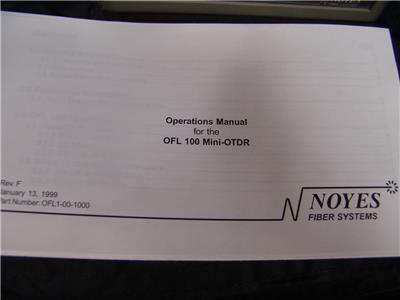 Operations Manual
for the
OFL 100 Mini-OTDR
Rev. F
January 13, 1999
Part Number: OFL1-00-1000
NOYES
FIBER SYSTEMS